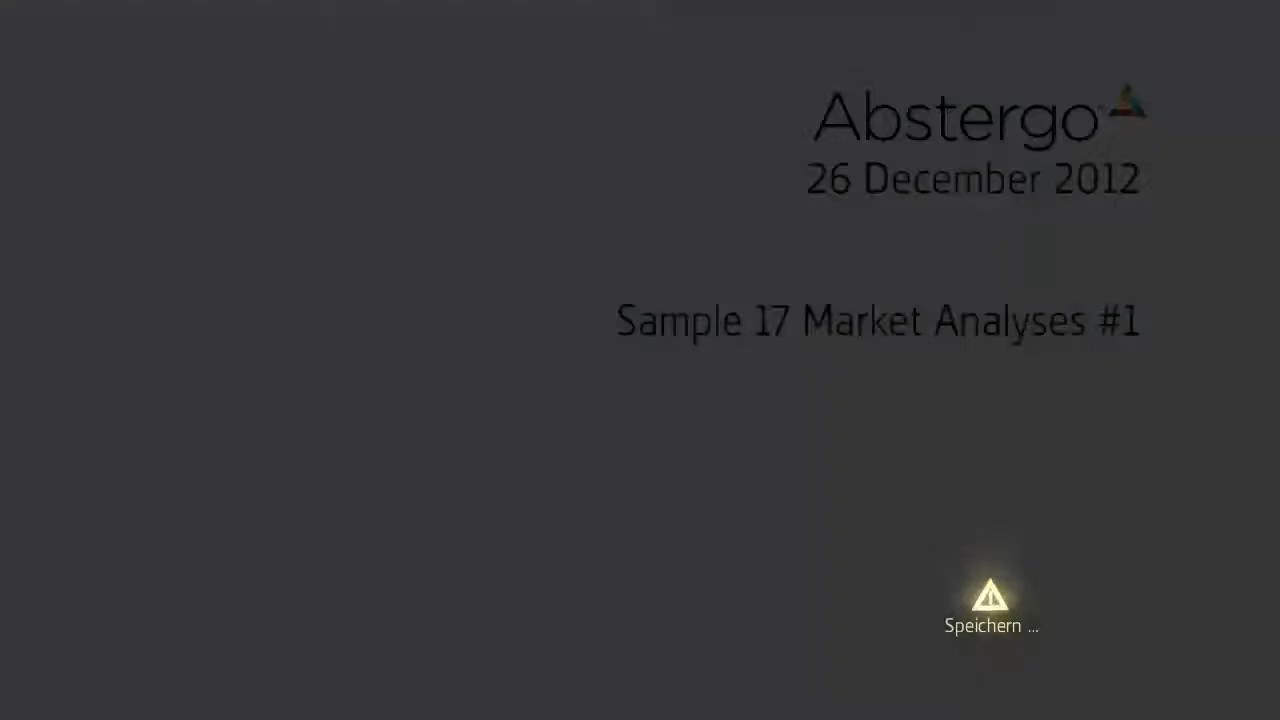 Abstergo
26 December 2012
Sample 17 Market Analyses #1
Speichern ...